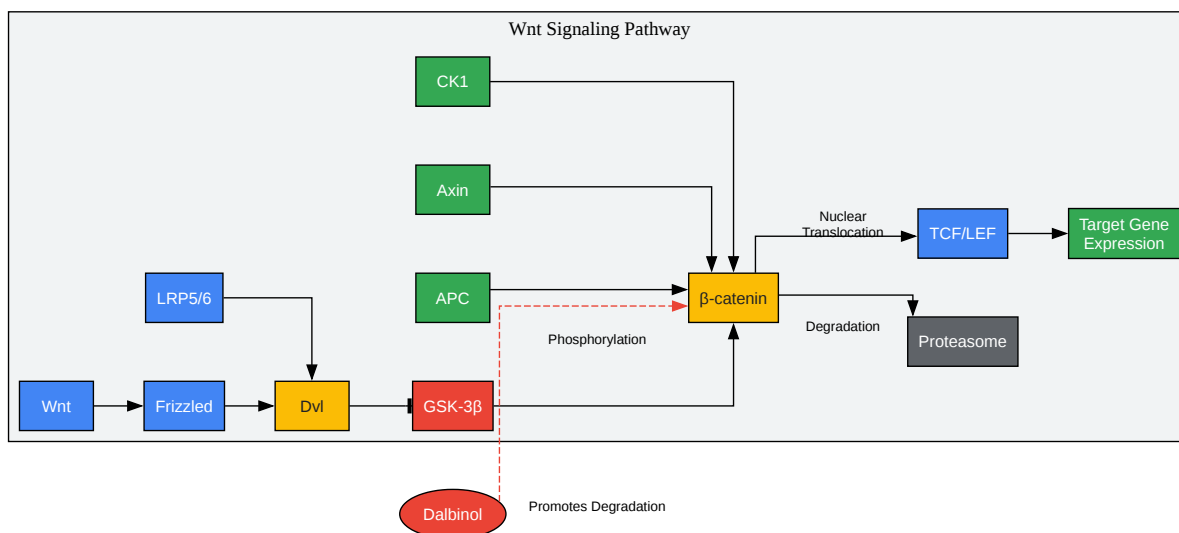 Wnt Signaling Pathway
CK1
Axin
Nuclear
Translocation
TCF/LEF
Target Gene
Expression
LRP5/6
APC
β-catenin
Phosphorylation
Degradation
Proteasome
Wnt
Frizzled
Dvl
GSK-3β
Dalbinol
Promotes Degradation